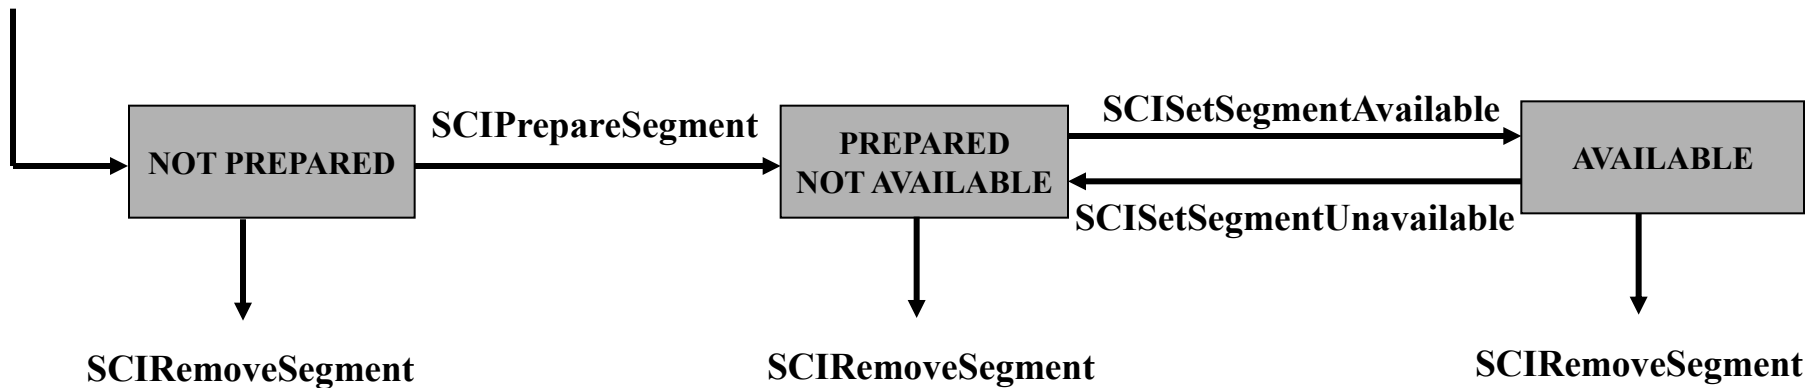 SCISetSegmentAvailable
SCIPrepareSegment
NOT PREPARED
PREPARED
NOT AVAILABLE
AVAILABLE
SCISetSegmentUnavailable
SCIRemoveSegment
SCIRemoveSegment
SCIRemoveSegment